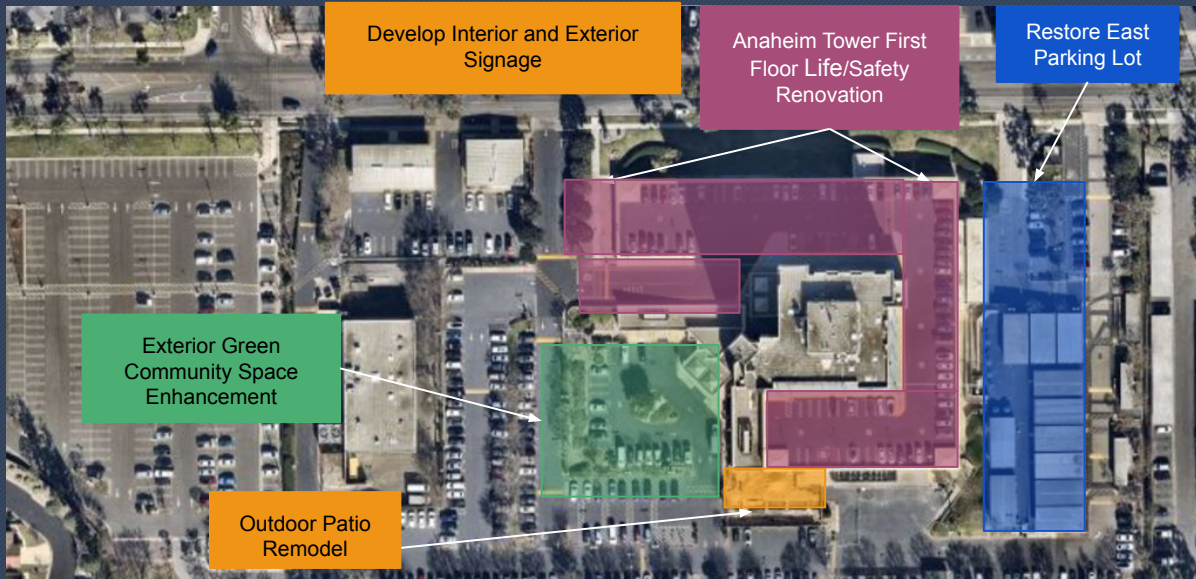 Develop Interior and Exterior
Signage
Anaheim Tower First
Floor Life/Safety
Renovation
Restore East
Parking Lot
Exterior Green
Community Space
Enhancement
Outdoor Patio
Remodel